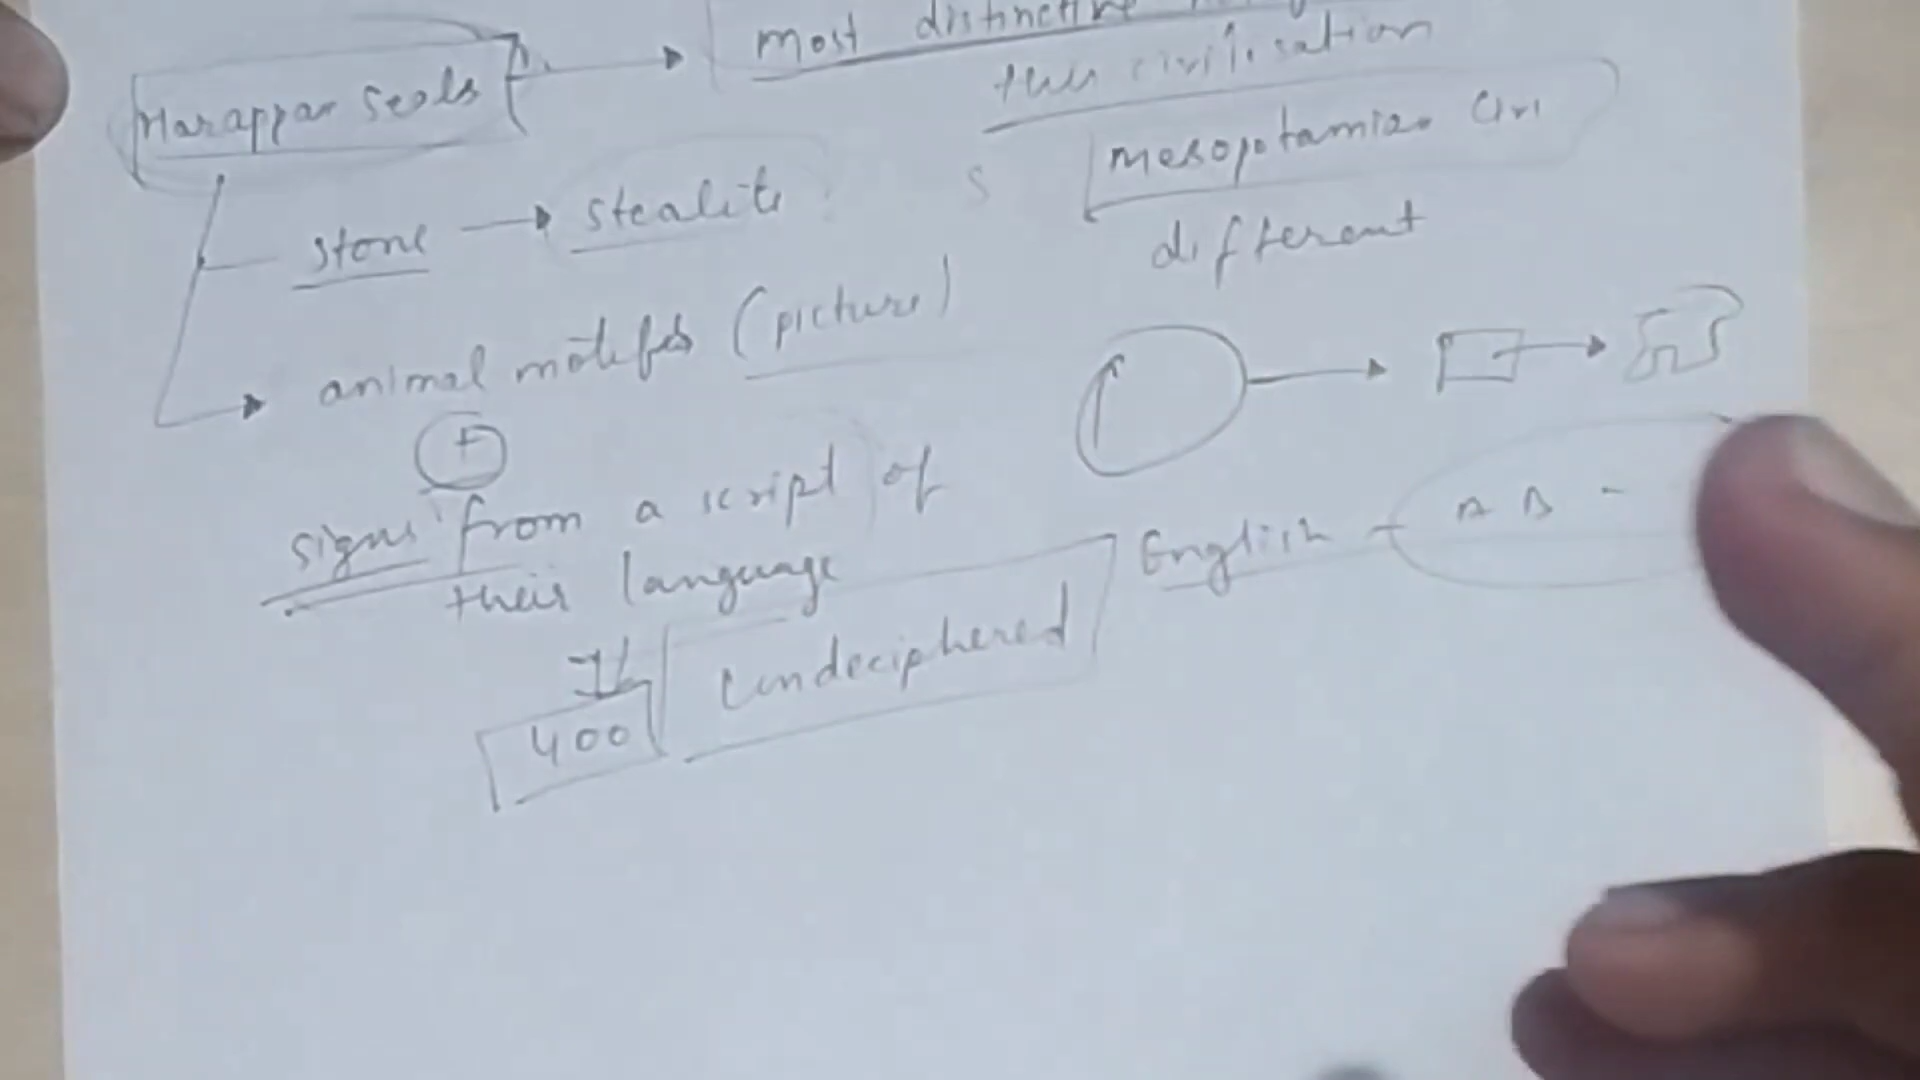 most distinctive
this civilisation
Harappan Seals
mesopotamian Civi
stone → stealite
different
animal motifs (picture)
+
signs from a script of
their language
English - A B -
undeciphered
400